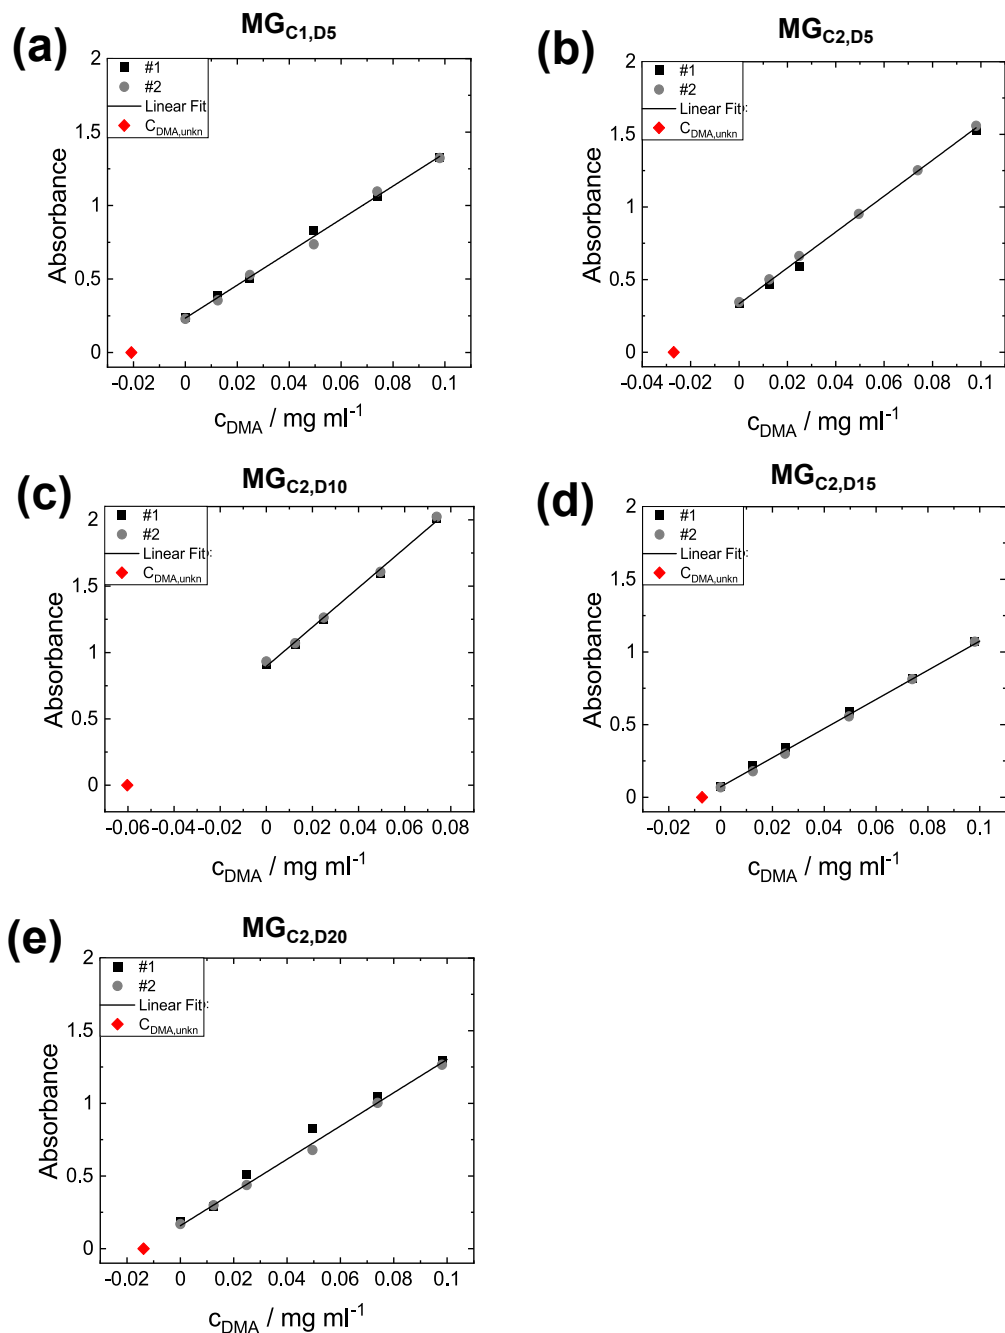 (a)
MGC1,D5
#1
#2
Linear Fit
CDMA,unkn
2
1.5
1
0.5
0
Absorbance
-0.02 0 0.02 0.04 0.06 0.08 0.1
cDMA / mg ml-1
(b)
MGC2,D5
#1
#2
Linear Fit
CDMA,unkn
2
1.5
1
0.5
0
Absorbance
-0.04 -0.02 0 0.02 0.04 0.06 0.08 0.1
cDMA / mg ml-1
(c)
MGC2,D10
#1
#2
Linear Fit
CDMA,unkn
2
1.5
1
0.5
0
Absorbance
-0.06 -0.04 -0.02 0 0.02 0.04 0.06 0.08
cDMA / mg ml-1
(d)
MGC2,D15
#1
#2
Linear Fit
CDMA,unkn
2
1.5
1
0.5
0
Absorbance
-0.02 0 0.02 0.04 0.06 0.08 0.1
cDMA / mg ml-1
(e)
MGC2,D20
#1
#2
Linear Fit
CDMA,unkn
2
1.5
1
0.5
0
Absorbance
-0.02 0 0.02 0.04 0.06 0.08 0.1
cDMA / mg ml-1